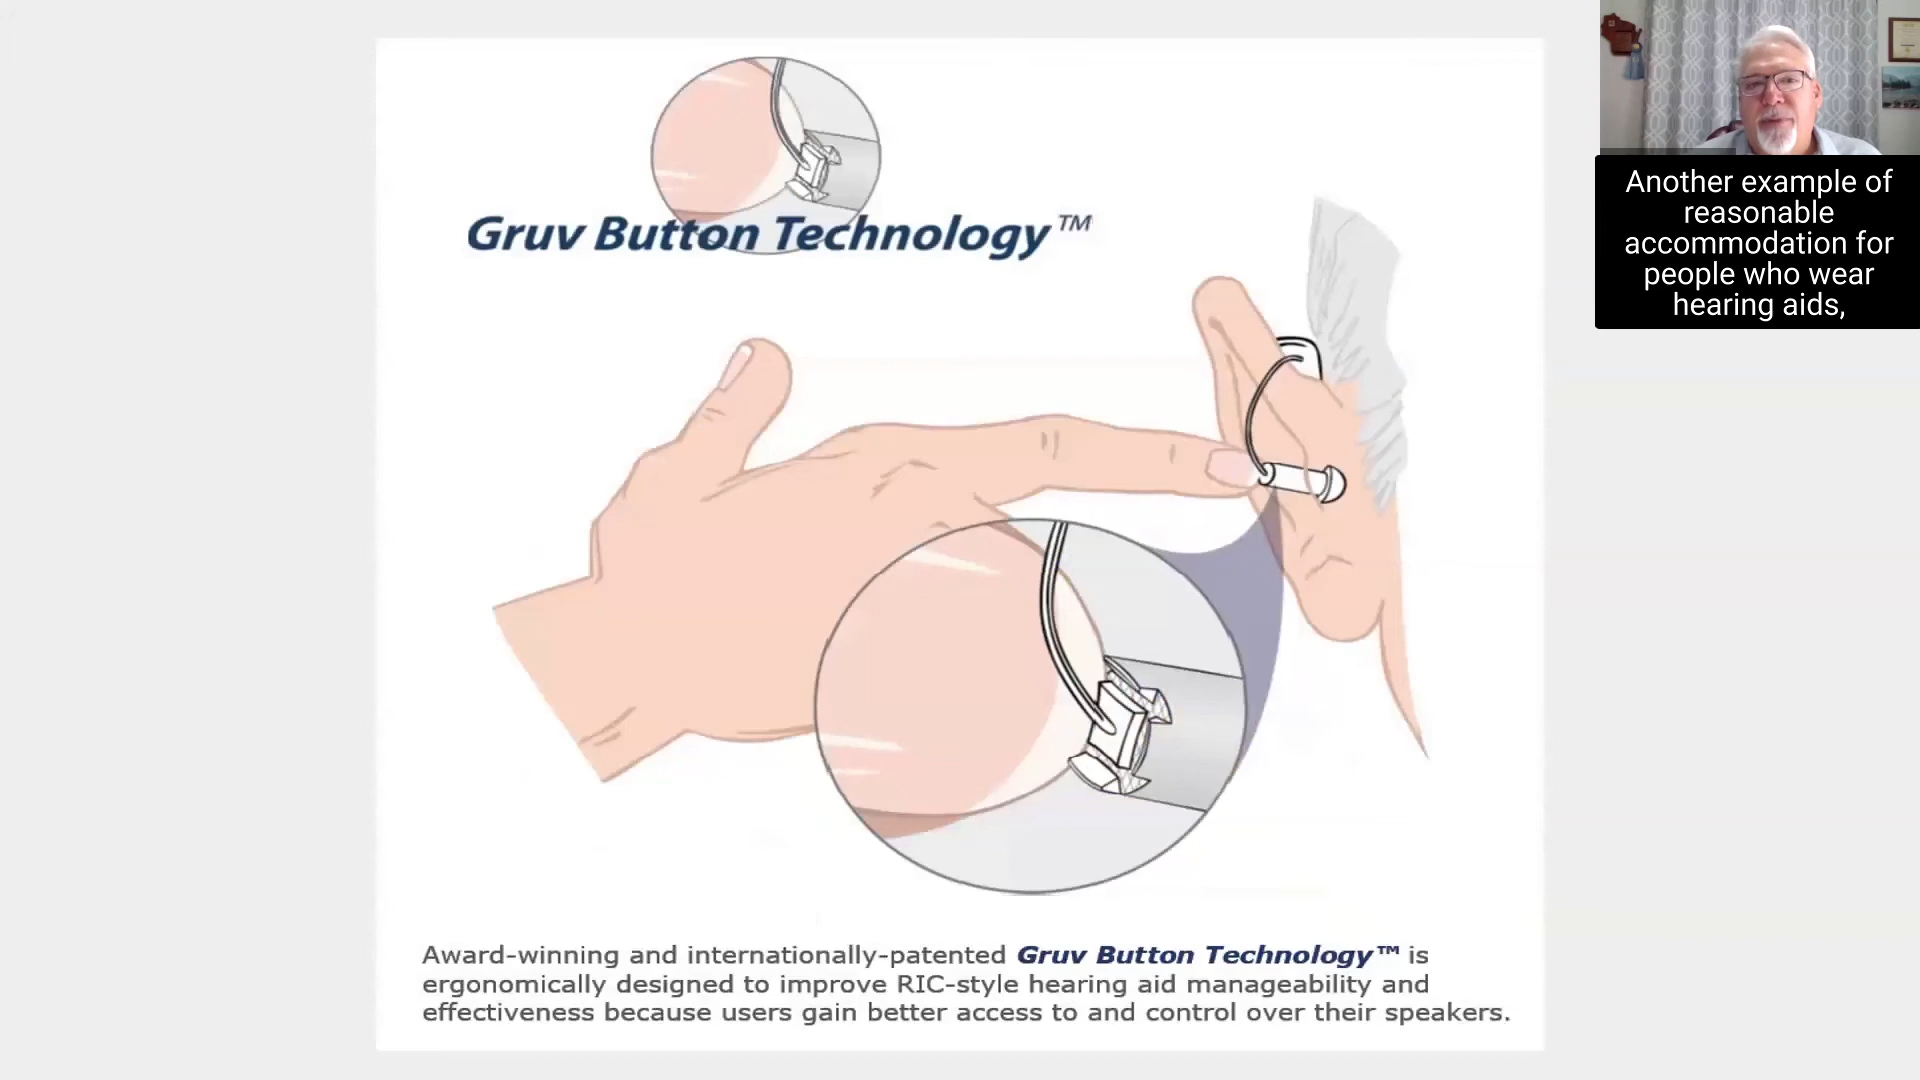 Gruv Button Technology™
Another example of
reasonable
accommodation for
people who wear
hearing aids,
Award-winning and internationally-patented Gruv Button Technology™ is
ergonomically designed to improve RIC-style hearing aid manageability and
effectiveness because users gain better access to and control over their speakers.